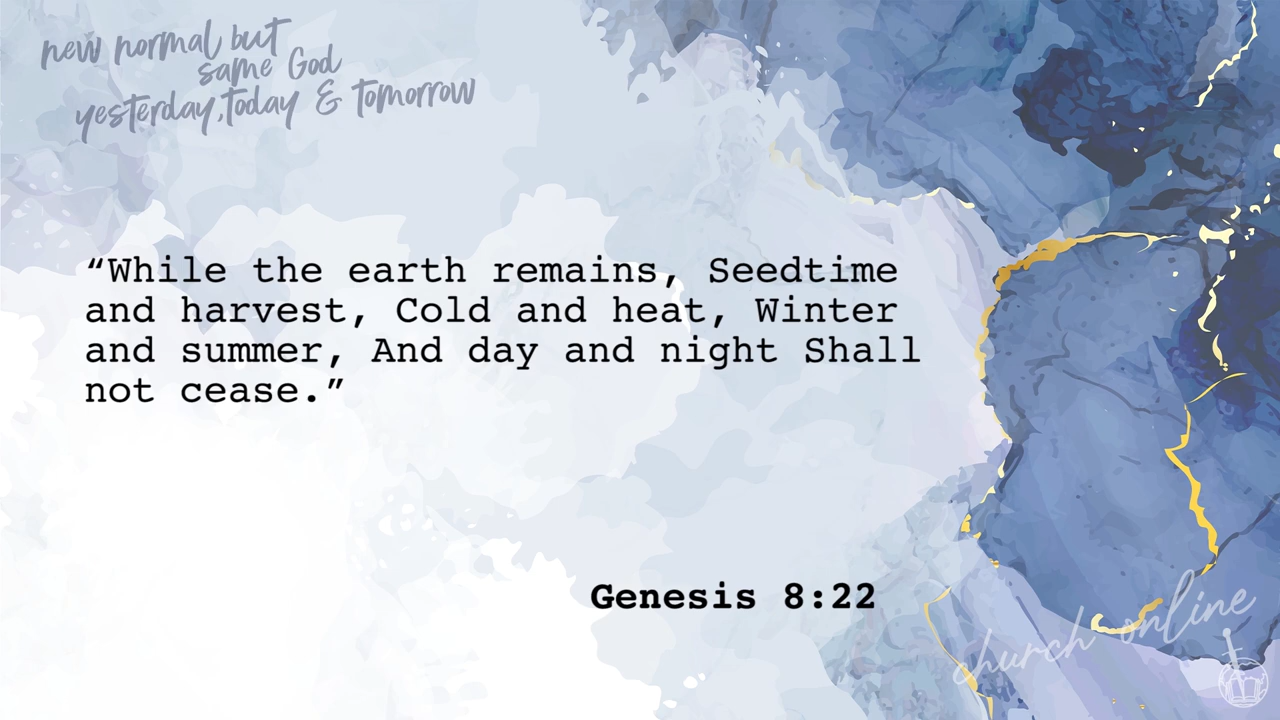 new normal but
same God
yesterday, today & tomorrow
“While the earth remains, Seedtime
and harvest, Cold and heat, Winter
and summer, And day and night Shall
not cease.”
Genesis 8:22
church online